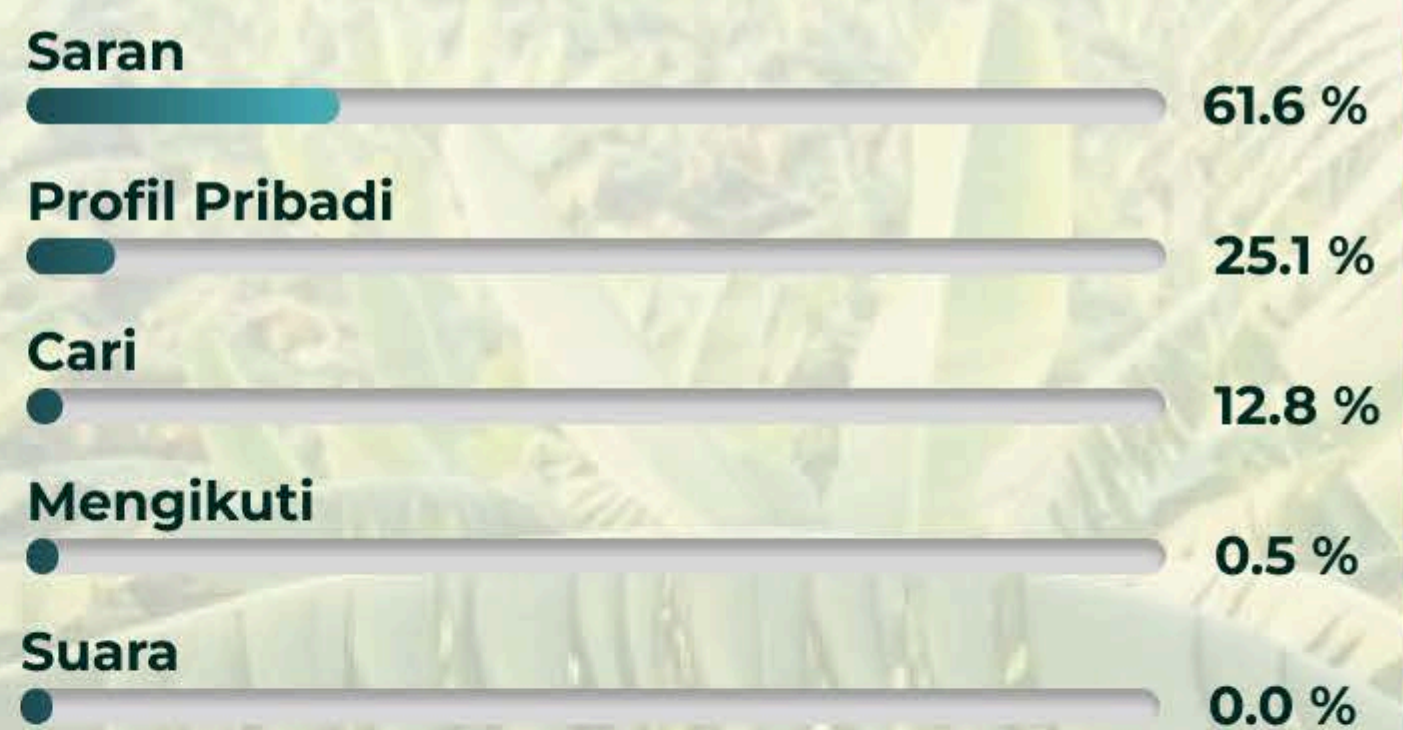 Saran
61.6 %
Profil Pribadi
25.1 %
Cari
12.8 %
Mengikuti
0.5 %
Suara
0.0 %